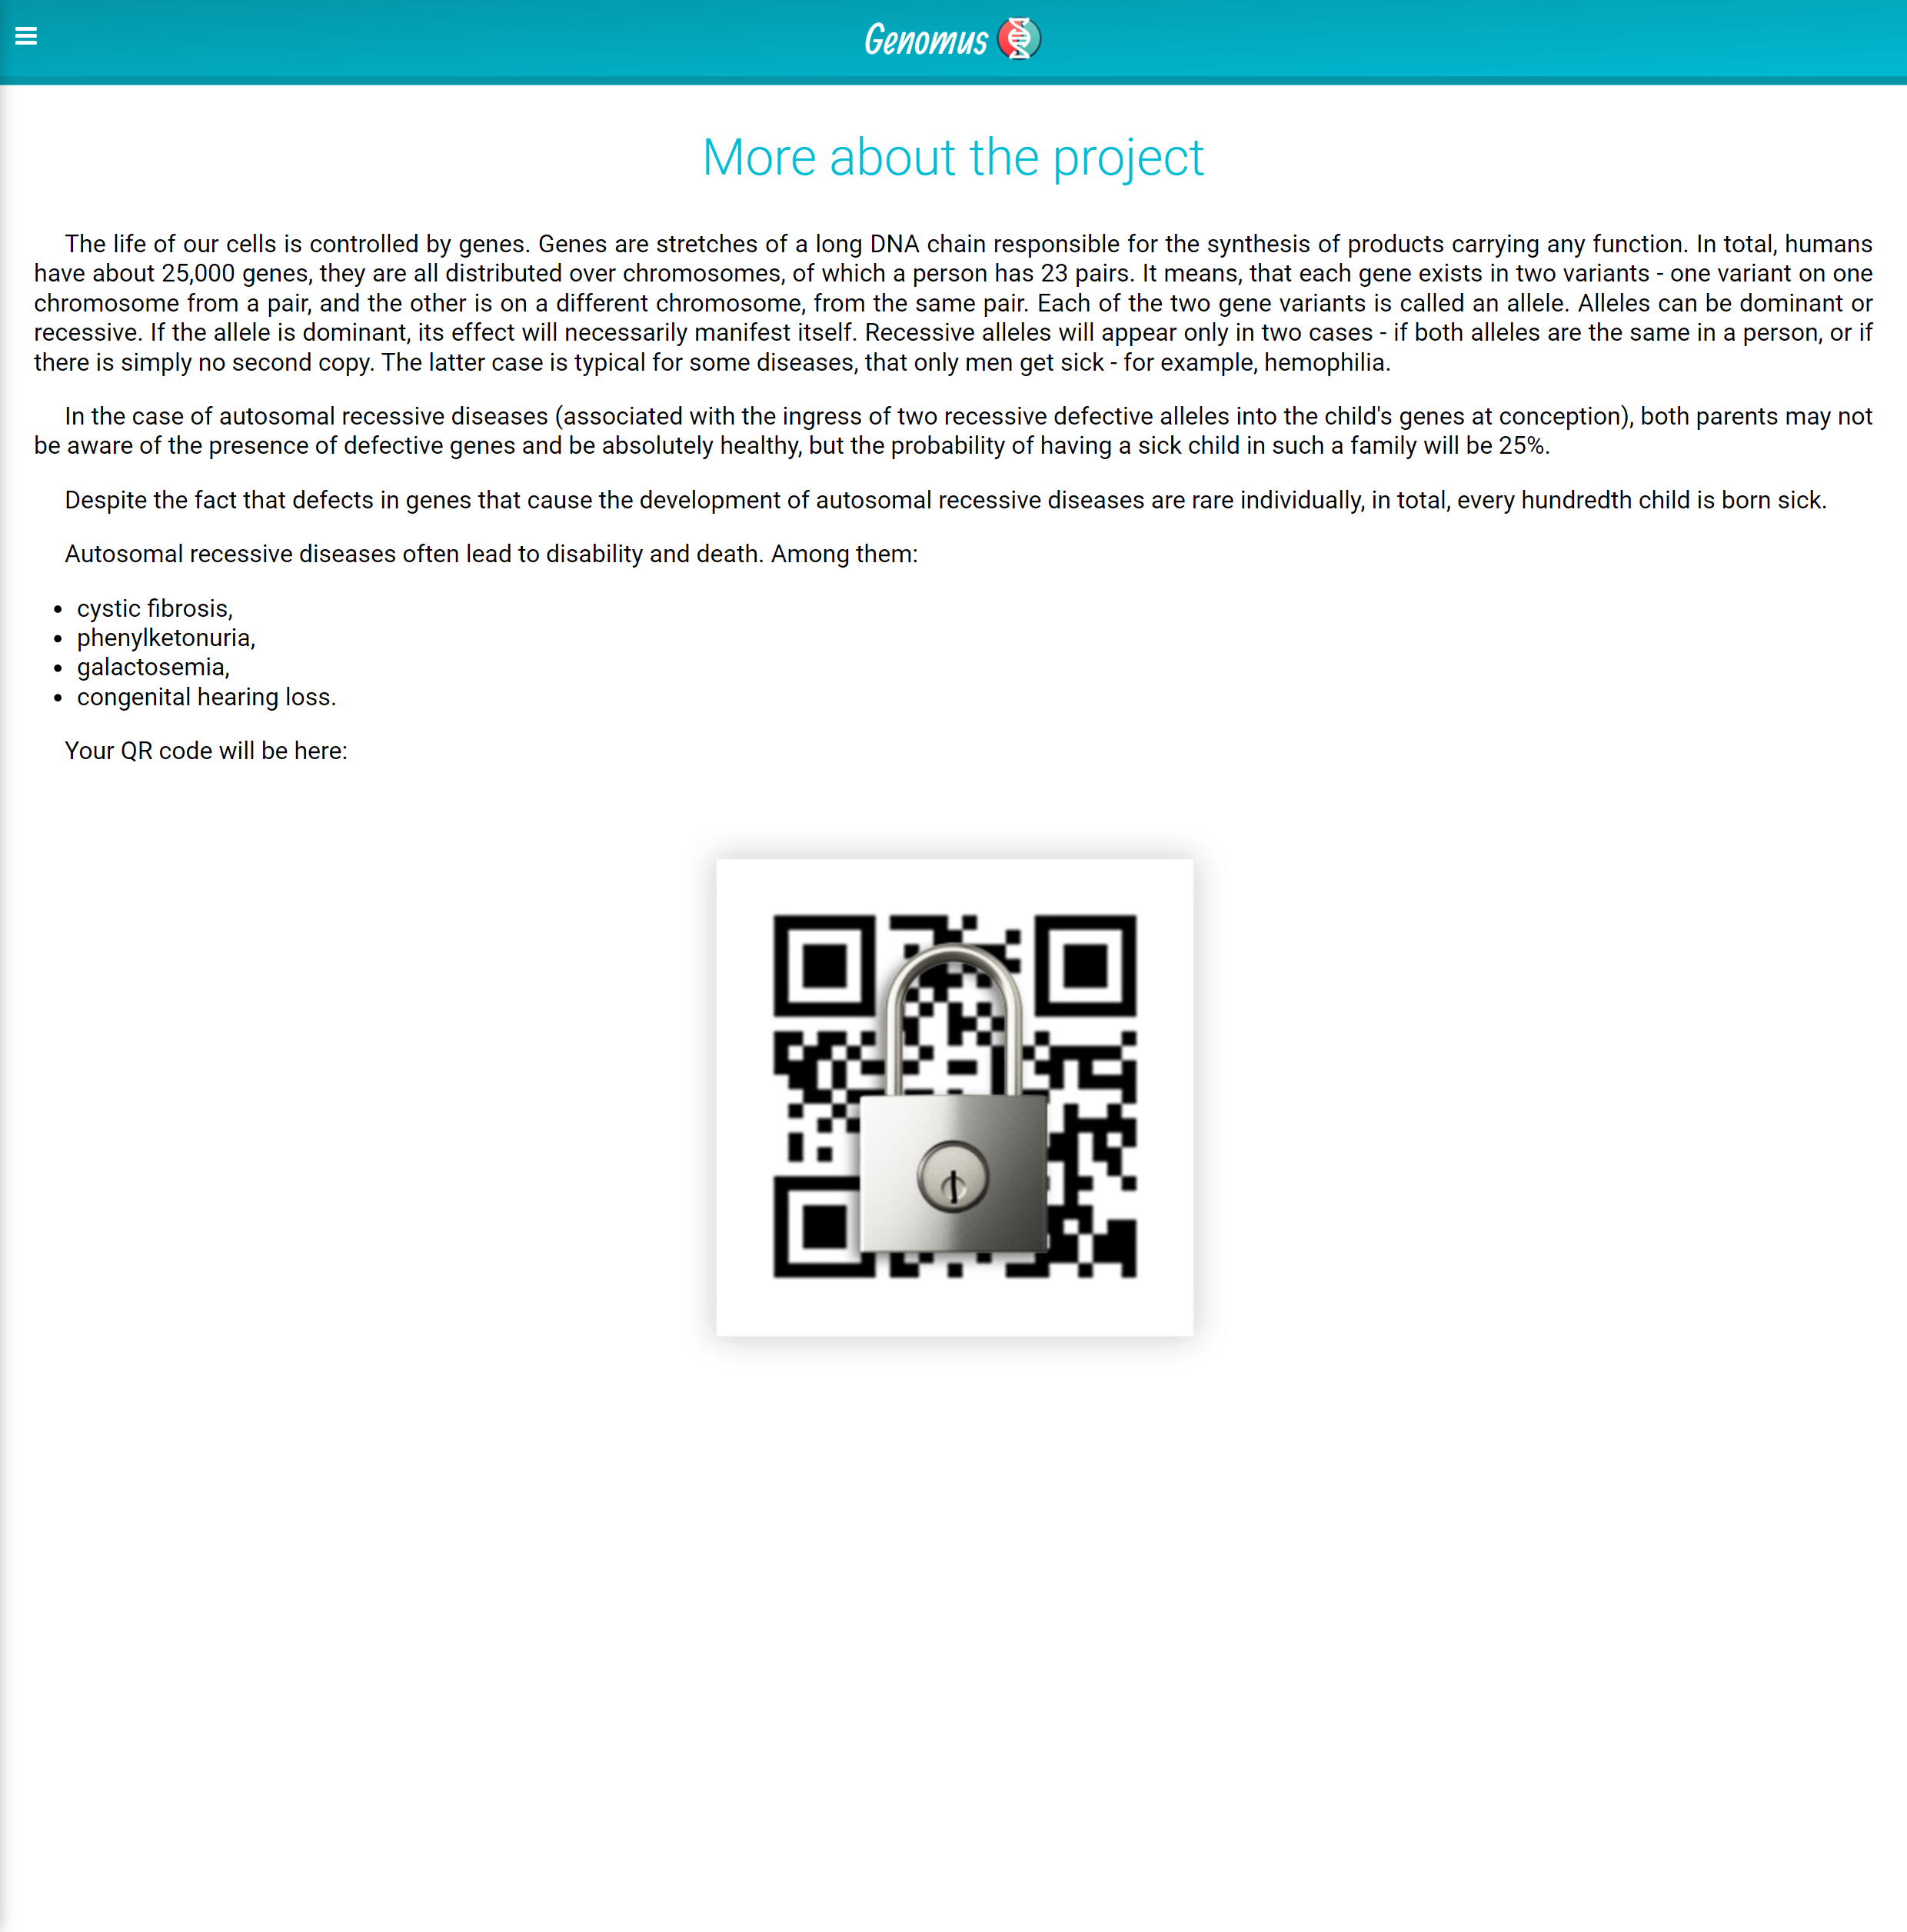 Genomus
More about the project
The life of our cells is controlled by genes. Genes are stretches of a long DNA chain responsible for the synthesis of products carrying any function. In total, humans
have about 25,000 genes, they are all distributed over chromosomes, of which a person has 23 pairs. It means, that each gene exists in two variants - one variant on one
chromosome from a pair, and the other is on a different chromosome, from the same pair. Each of the two gene variants is called an allele. Alleles can be dominant or
recessive. If the allele is dominant, its effect will necessarily manifest itself. Recessive alleles will appear only in two cases - if both alleles are the same in a person, or if
there is simply no second copy. The latter case is typical for some diseases, that only men get sick - for example, hemophilia.
In the case of autosomal recessive diseases (associated with the ingress of two recessive defective alleles into the child's genes at conception), both parents may not
be aware of the presence of defective genes and be absolutely healthy, but the probability of having a sick child in such a family will be 25%.
Despite the fact that defects in genes that cause the development of autosomal recessive diseases are rare individually, in total, every hundredth child is born sick.
Autosomal recessive diseases often lead to disability and death. Among them:
• cystic fibrosis,
• phenylketonuria,
• galactosemia,
• congenital hearing loss.
Your QR code will be here: